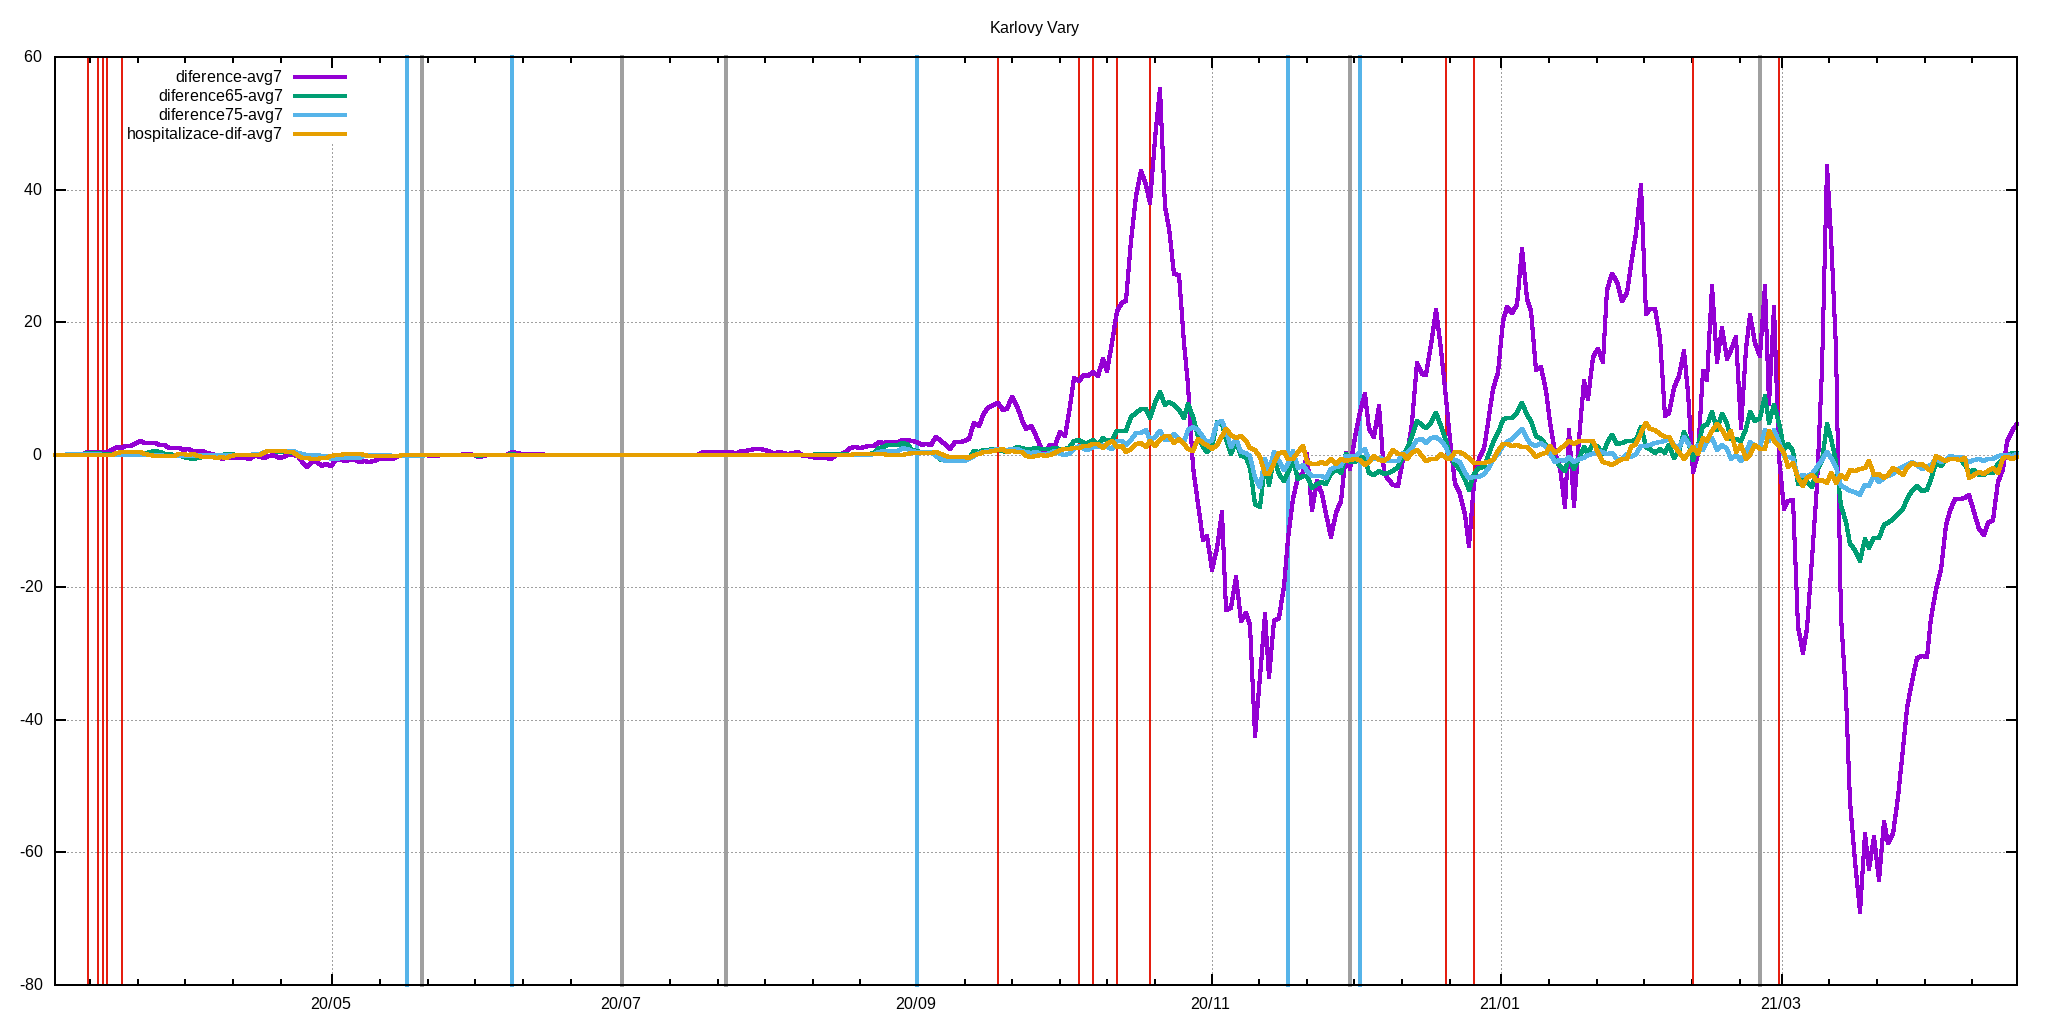 Karlovy Vary
60
40
20
0
-20
-40
-60
-80
diference-avg7
diference65-avg7
diference75-avg7
hospitalizace-dif-avg7
20/05
20/07
20/09
20/11
21/01
21/03